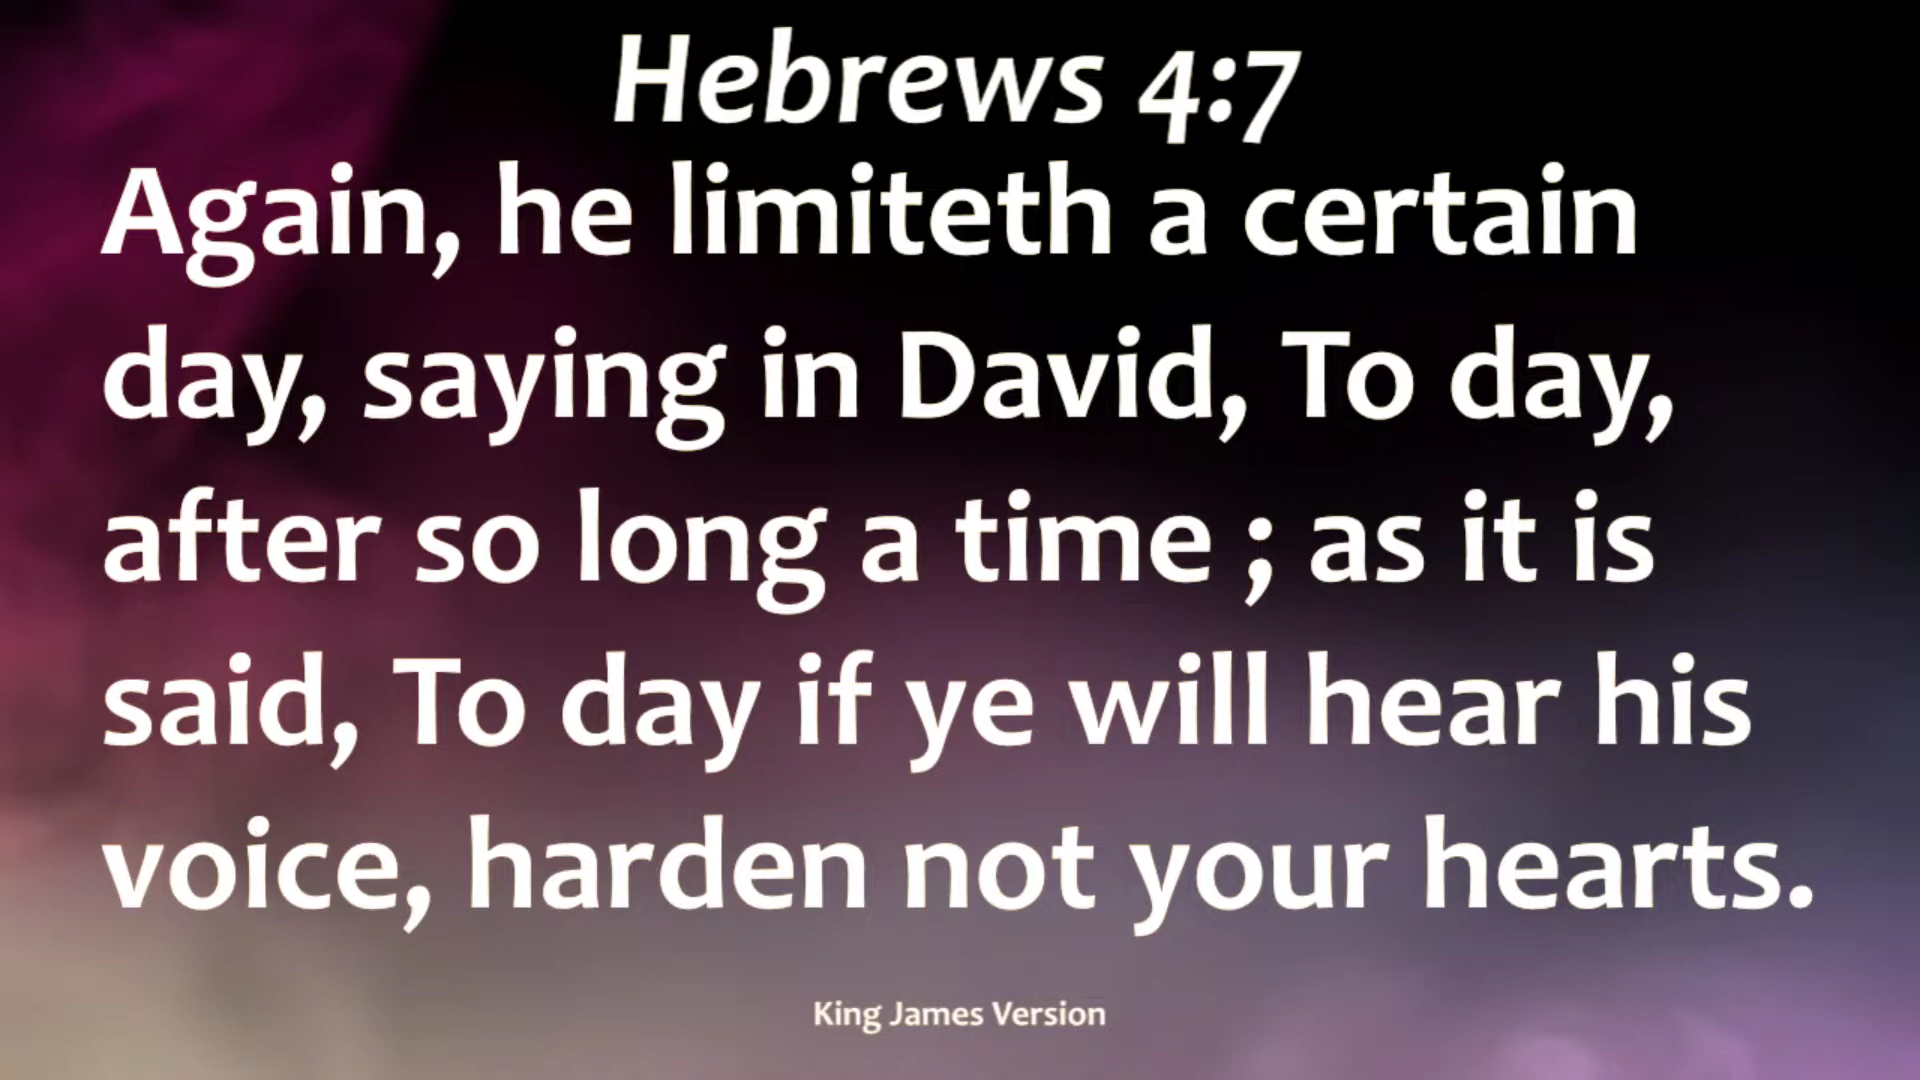 Hebrews 4:7
Again, he limiteth a certain
day, saying in David, To day,
after so long a time ; as it is
said, To day if ye will hear his
voice, harden not your hearts.
King James Version